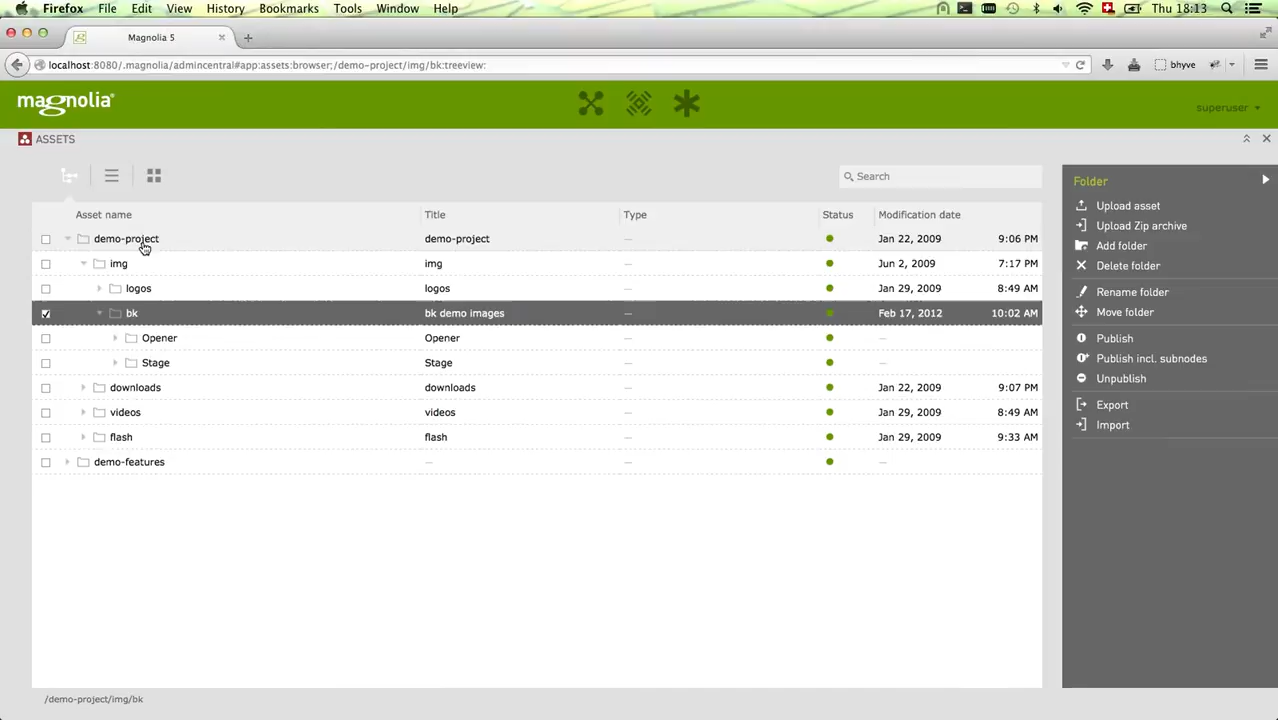 Firefox File Edit View History Bookmarks Tools Window Help Thu 18:13
Magnolia 5
localhost:8080/.magnolia/admincentral#app:assets:browser;/demo-project/img/bk:treeview: bhyve
magnolia® superuser
ASSETS
Search
Asset name Title Type Status Modification date
demo-project demo-project – Jan 22, 2009 9:06 PM
img img – Jun 2, 2009 7:17 PM
logos logos – Jan 29, 2009 8:49 AM
bk bk demo images – Feb 17, 2012 10:02 AM
Opener Opener – –
Stage Stage – –
downloads downloads – Jan 22, 2009 9:07 PM
videos videos – Jan 29, 2009 8:49 AM
flash flash – Jan 29, 2009 9:33 AM
demo-features – – –
Folder
Upload asset
Upload Zip archive
Add folder
Delete folder
Rename folder
Move folder
Publish
Publish incl. subnodes
Unpublish
Export
Import
/demo-project/img/bk